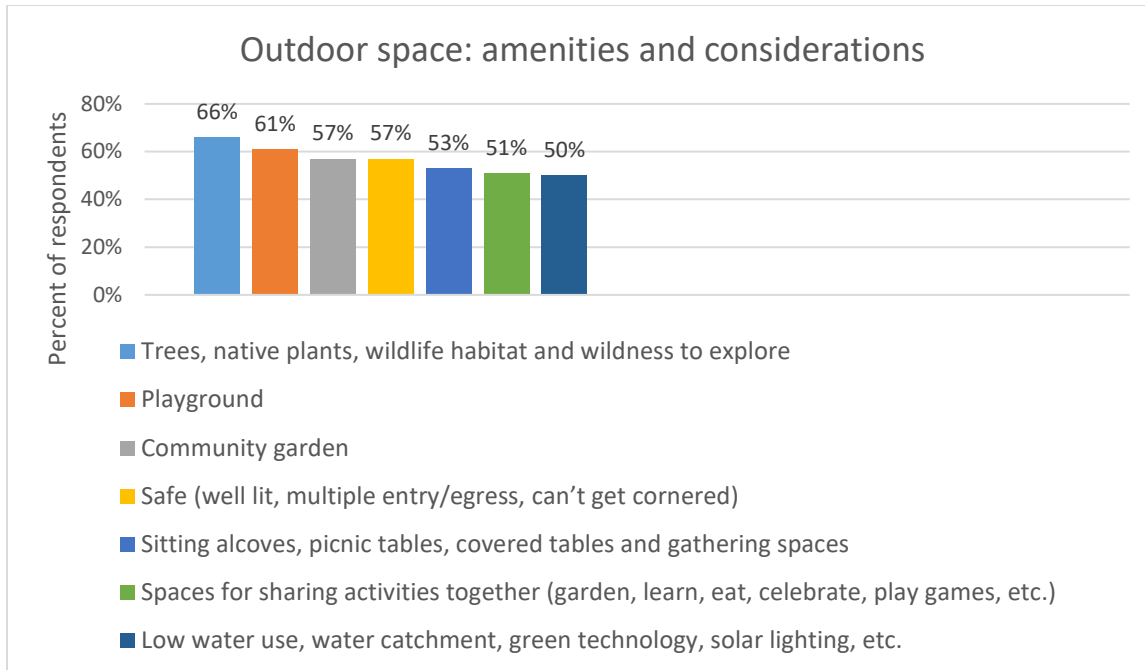 Outdoor space: amenities and considerations
Percent of respondents
80%
60%
40%
20%
0%
66%
61%
57%
57%
53%
51%
50%
Trees, native plants, wildlife habitat and wildness to explore
Playground
Community garden
Safe (well lit, multiple entry/egress, can’t get cornered)
Sitting alcoves, picnic tables, covered tables and gathering spaces
Spaces for sharing activities together (garden, learn, eat, celebrate, play games, etc.)
Low water use, water catchment, green technology, solar lighting, etc.